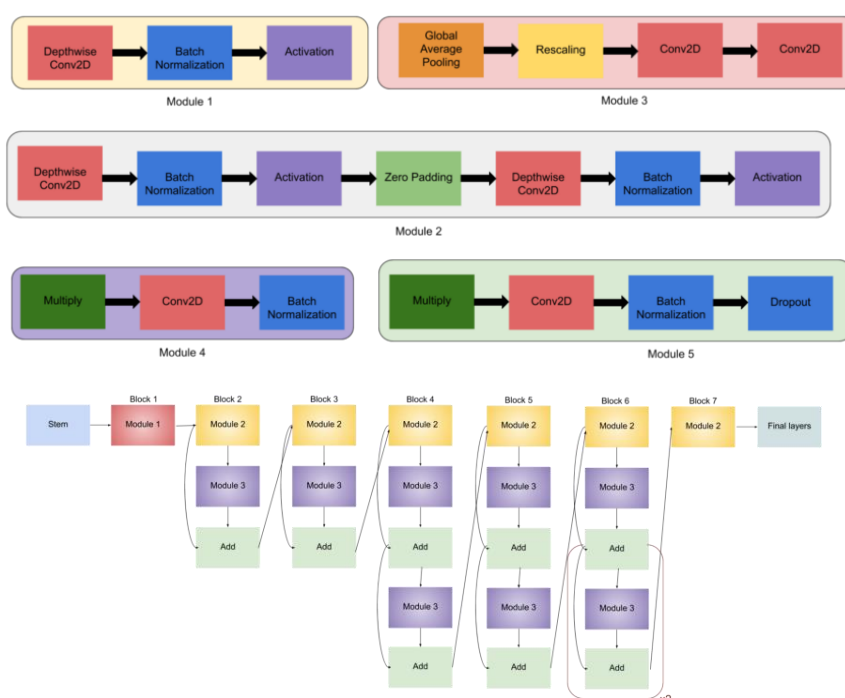 Depthwise
Conv2D
Batch
Normalization
Activation
Module 1
Global
Average
Pooling
Rescaling
Conv2D
Conv2D
Module 3
Depthwise
Conv2D
Batch
Normalization
Activation
Zero Padding
Depthwise
Conv2D
Batch
Normalization
Activation
Module 2
Multiply
Conv2D
Batch
Normalization
Module 4
Multiply
Conv2D
Batch
Normalization
Dropout
Module 5
Block 1
Block 2
Block 3
Block 4
Block 5
Block 6
Block 7
Stem
Module 1
Module 2
Module 2
Module 2
Module 2
Module 2
Module 2
Final layers
Module 3
Module 3
Module 3
Module 3
Module 3
Add
Add
Add
Add
Add
Module 3
Module 3
Module 3
Add
Add
Add